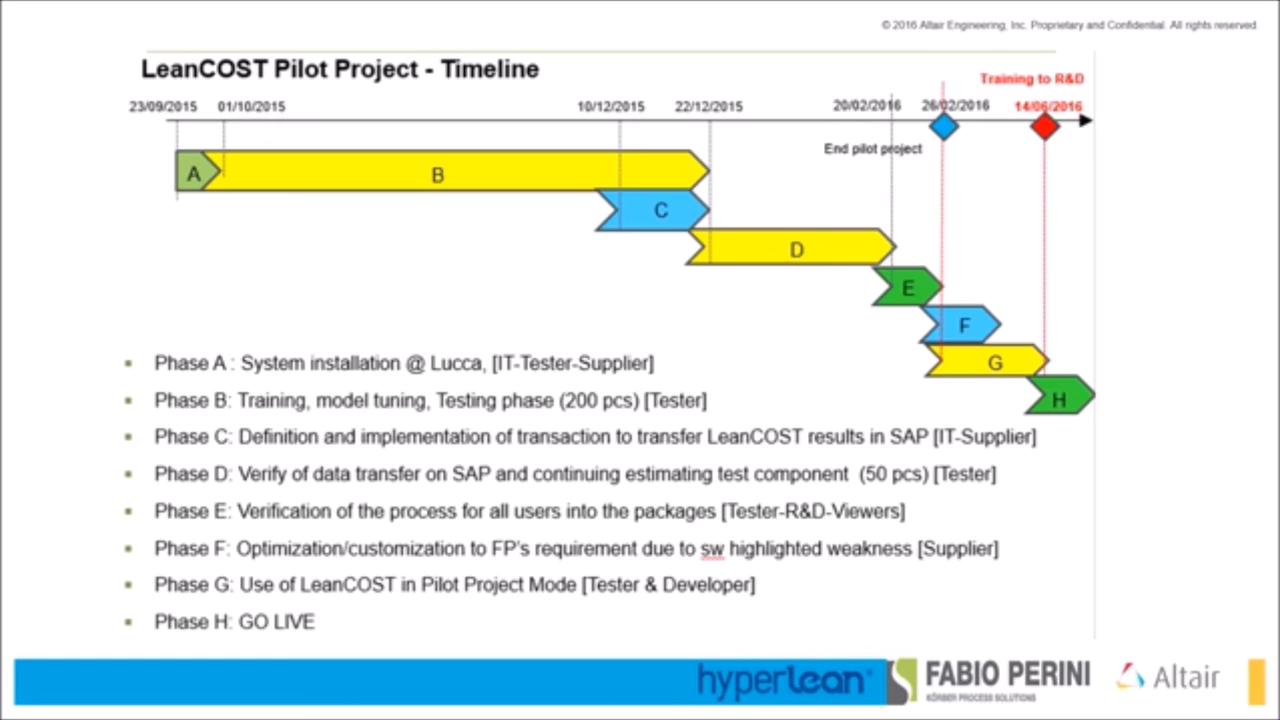 © 2016 Altair Engineering, Inc. Proprietary and Confidential. All rights reserved.
LeanCOST Pilot Project - Timeline
Training to R&D
23/09/2015 01/10/2015 10/12/2015 22/12/2015 20/02/2016 26/02/2016 14/06/2016
End pilot project
A
B
C
D
E
F
G
H
Phase A : System installation @ Lucca, [IT-Tester-Supplier]
Phase B: Training, model tuning, Testing phase (200 pcs) [Tester]
Phase C: Definition and implementation of transaction to transfer LeanCOST results in SAP [IT-Supplier]
Phase D: Verify of data transfer on SAP and continuing estimating test component (50 pcs) [Tester]
Phase E: Verification of the process for all users into the packages [Tester-R&D-Viewers]
Phase F: Optimization/customization to FP's requirement due to sw highlighted weakness [Supplier]
Phase G: Use of LeanCOST in Pilot Project Mode [Tester & Developer]
Phase H: GO LIVE
hyperlean
FABIO PERINI
KÖRBER PROCESS SOLUTIONS
Altair